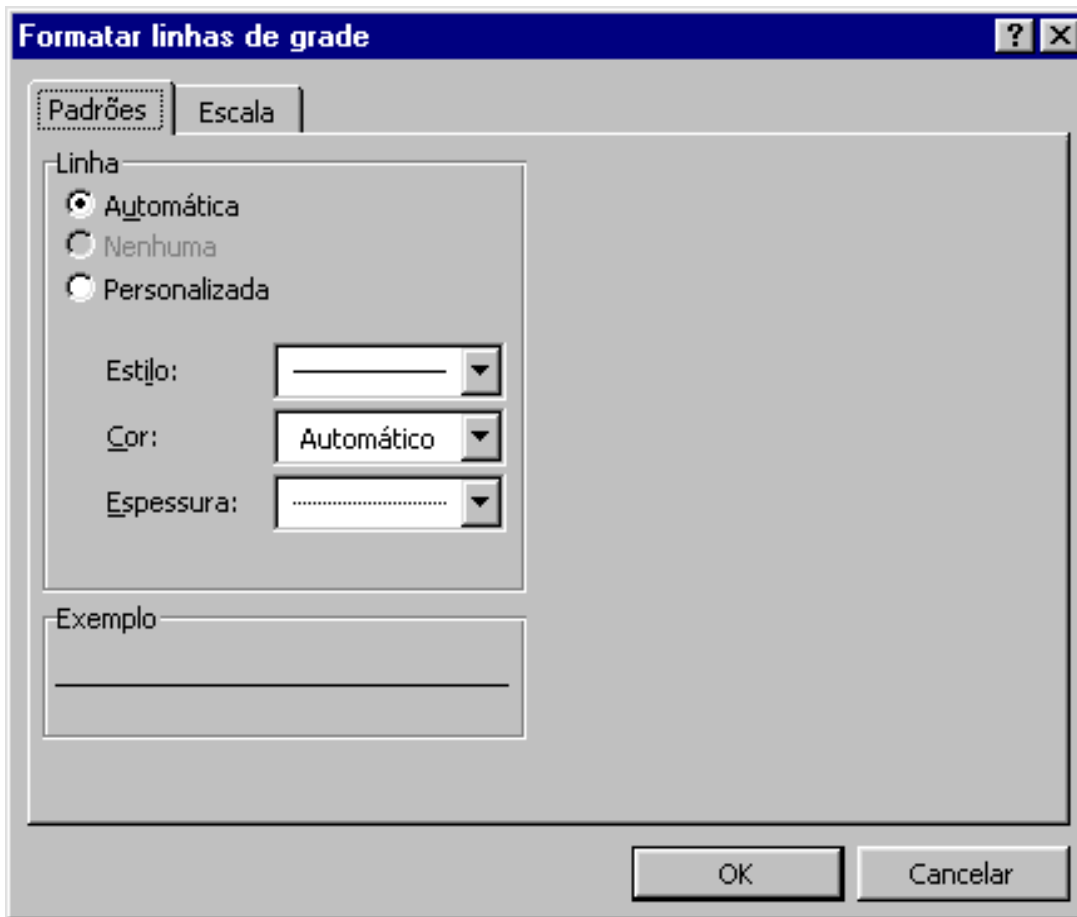 Formatar linhas de grade
Padrões Escala
Linha
Automática
Nenhuma
Personalizada
Estilo:
Cor: Automático
Espessura:
Exemplo
OK Cancelar